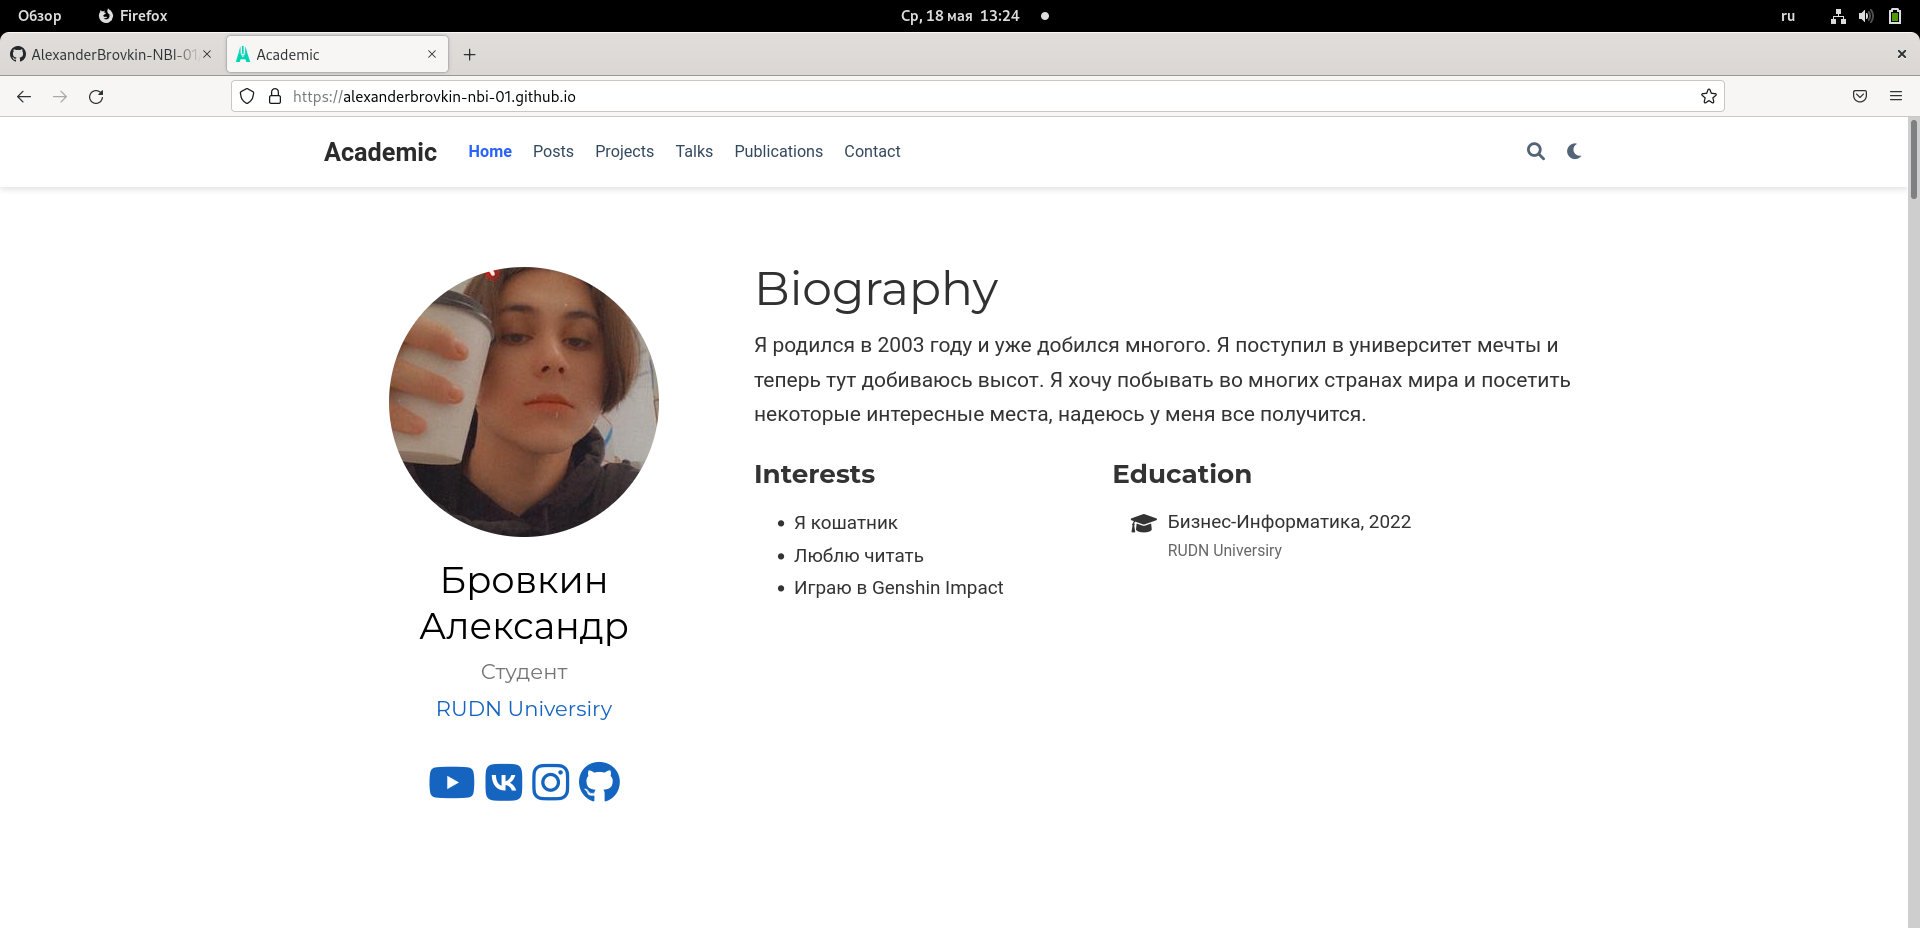 Обзор Firefox Ср, 18 мая 13:24 ru
AlexanderBrovkin-NBI-01 Academic
https://alexanderbrovkin-nbi-01.github.io
Academic Home Posts Projects Talks Publications Contact
Biography
Я родился в 2003 году и уже добился многого. Я поступил в университет мечты и
теперь тут добиваюсь высот. Я хочу побывать во многих странах мира и посетить
некоторые интересные места, надеюсь у меня все получится.
Interests
Я кошатник
Люблю читать
Играю в Genshin Impact
Education
Бизнес-Информатика, 2022
RUDN Universiry
Бровкин
Александр
Студент
RUDN Universiry